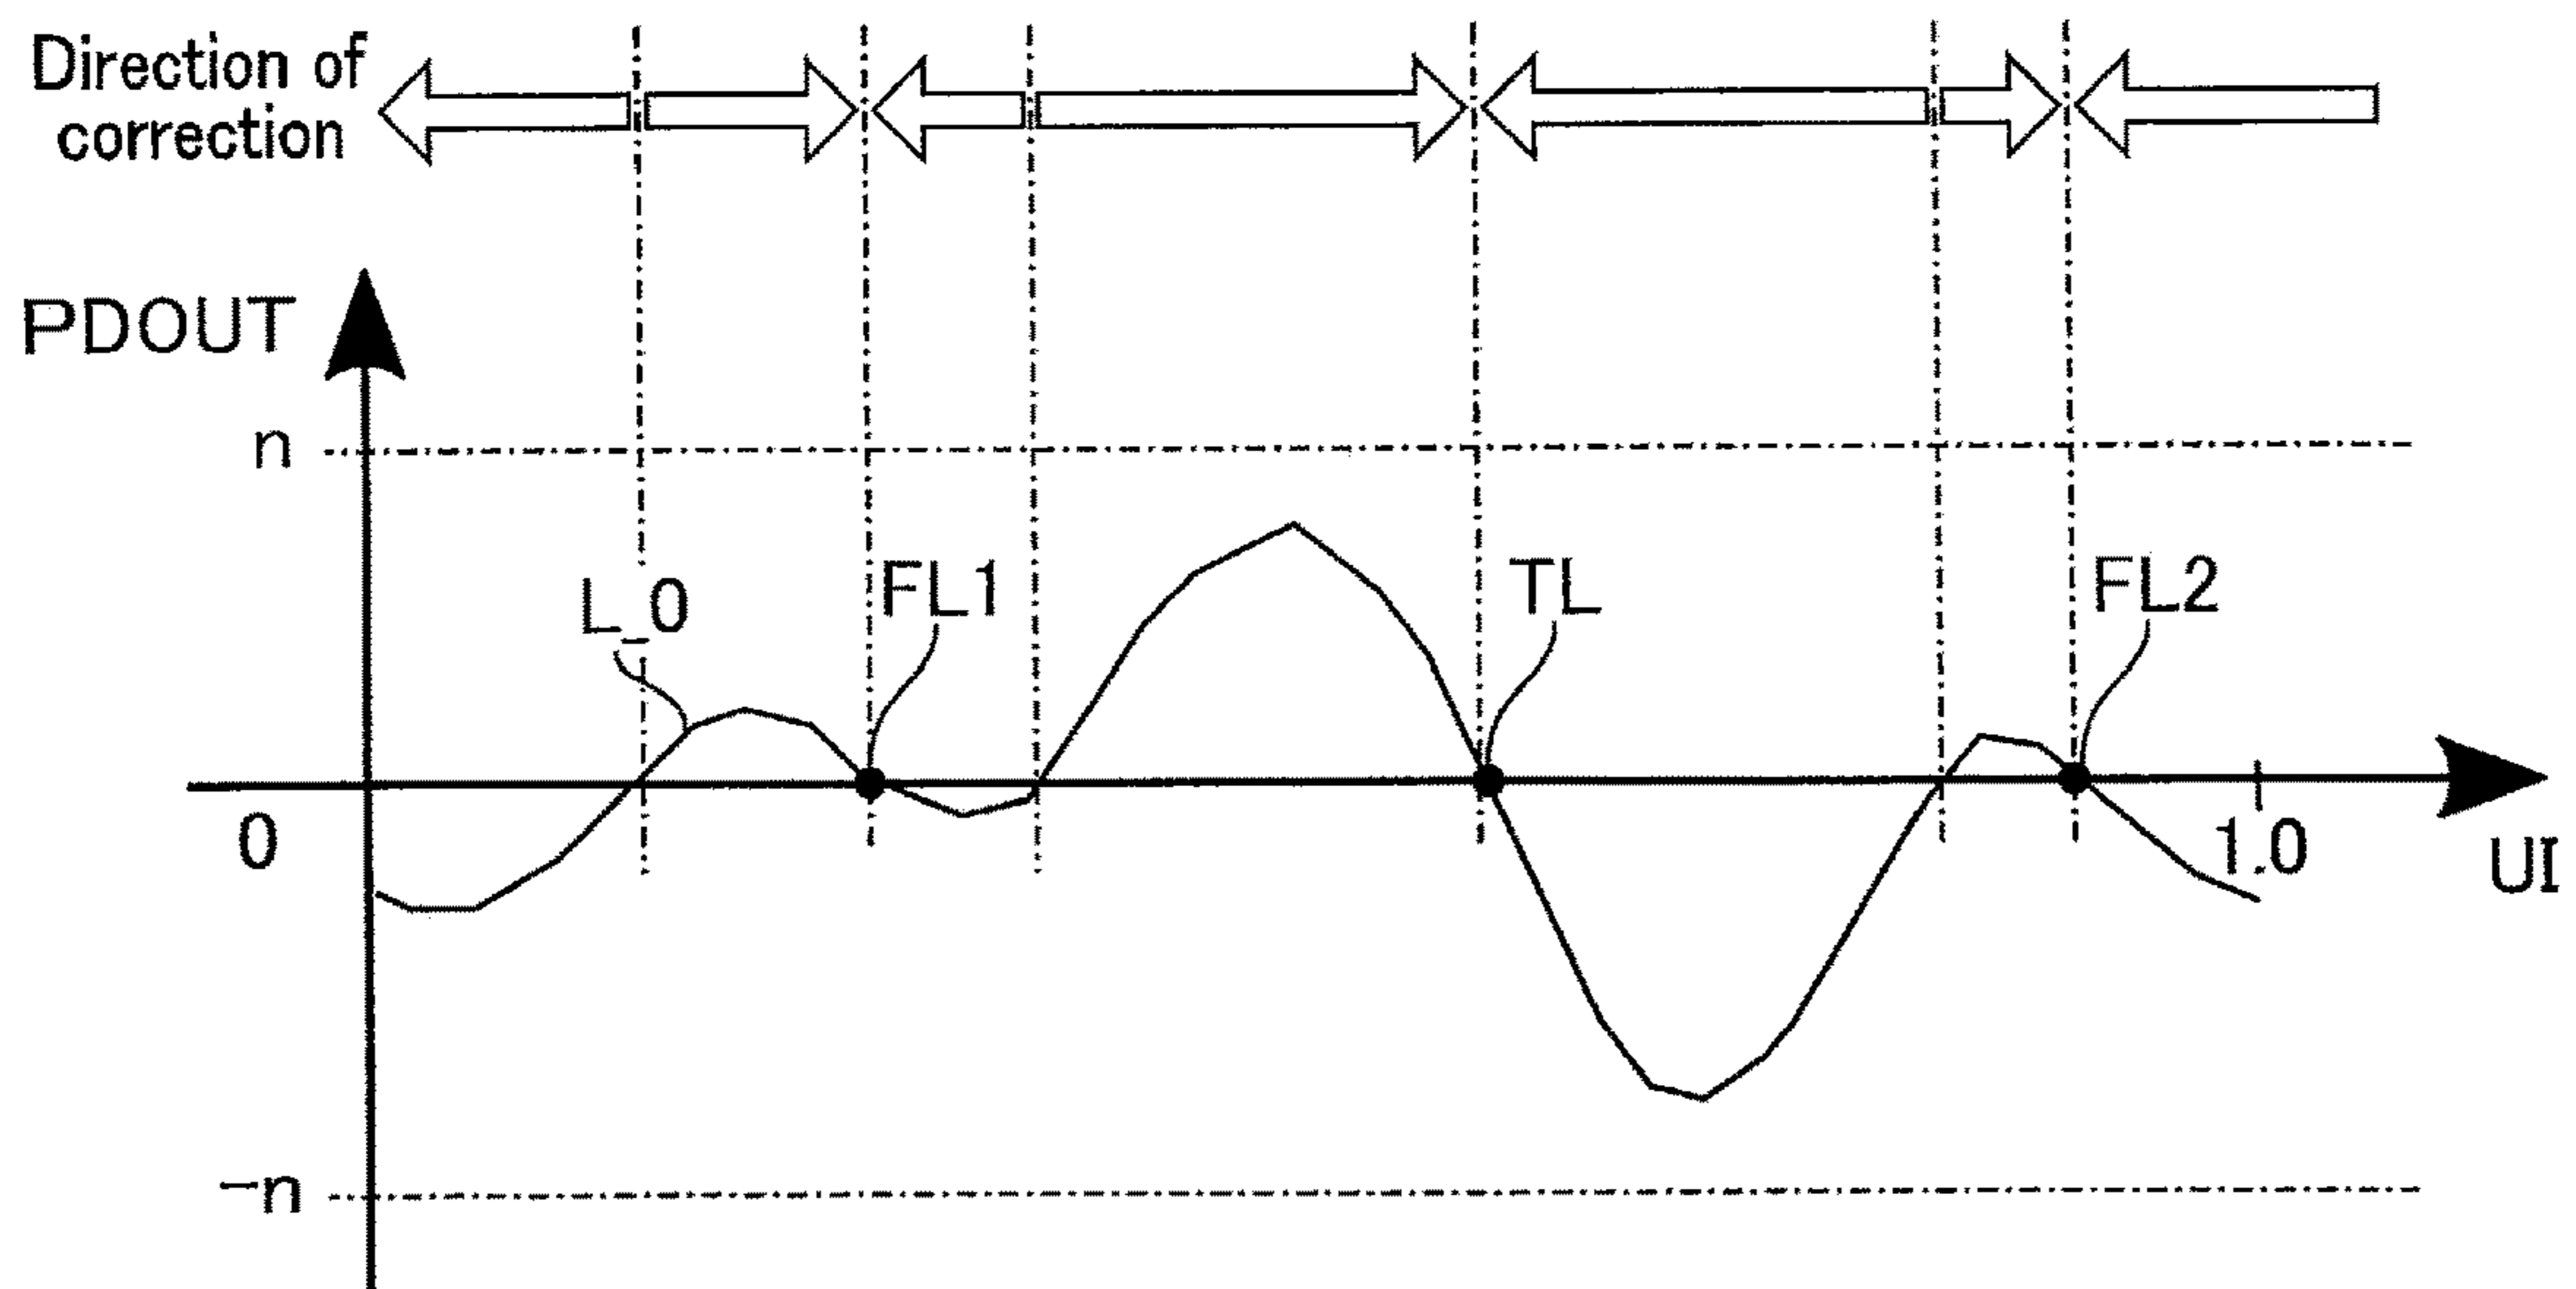 Direction of
correction
PDOUT
n
L_0
FL1
TL
FL2
0
1.0
UI
-n